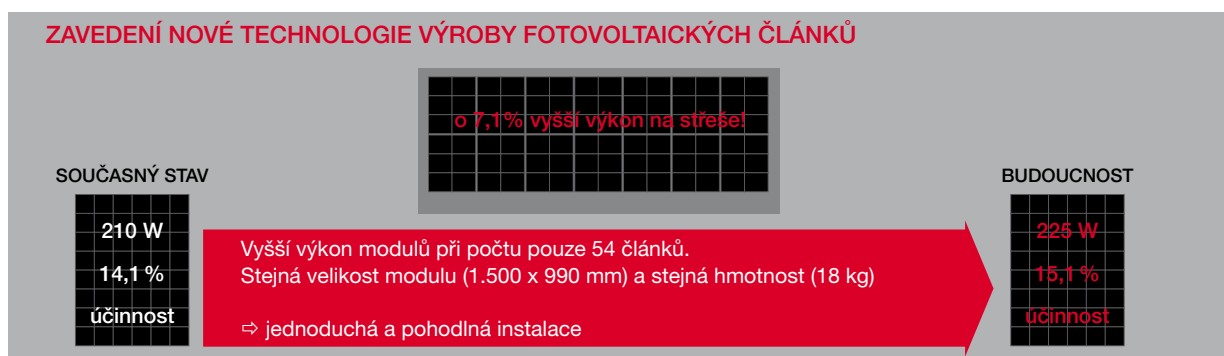 ZAVEDENÍ NOVÉ TECHNOLOGIE VÝROBY FOTOVOLTAICKÝCH ČLÁNKŮ
o 7,1% vyšší výkon na střeše!
SOUČASNÝ STAV
210 W
14,1 %
účinnost
Vyšší výkon modulů při počtu pouze 54 článků.
Stejná velikost modulu (1.500 x 990 mm) a stejná hmotnost (18 kg)
⇨ jednoduchá a pohodlná instalace
BUDOUCNOST
225 W
15,1 %
účinnost